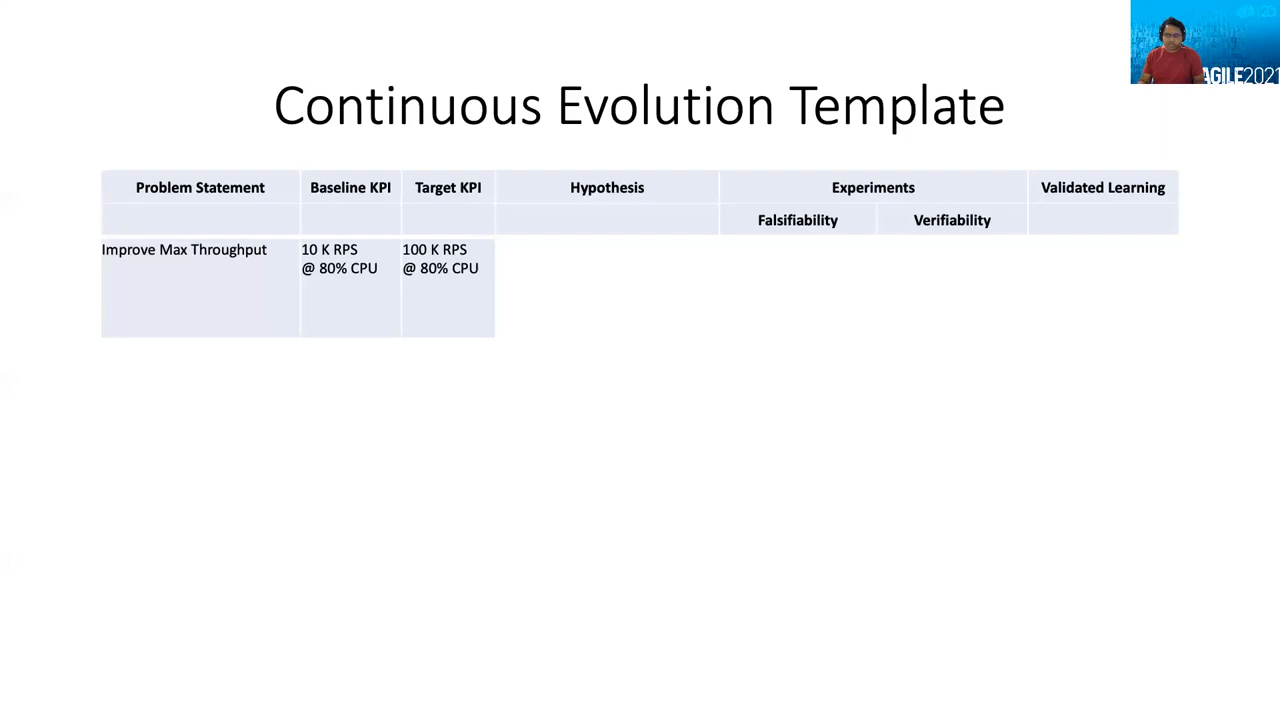 AGILE2021
Continuous Evolution Template
Problem Statement Baseline KPI Target KPI Hypothesis Experiments Validated Learning
Falsifiability Verifiability
Improve Max Throughput 10 K RPS 100 K RPS
@ 80% CPU @ 80% CPU